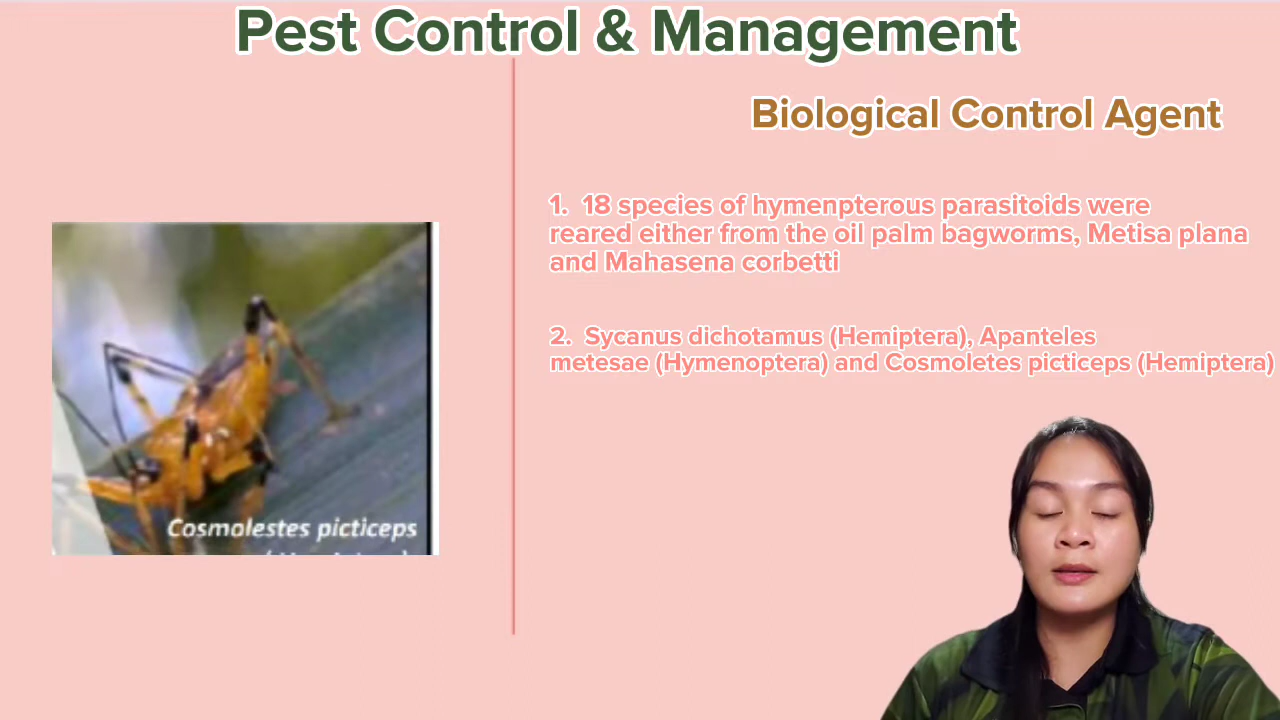 Pest Control & Management
Biological Control Agent
1. 18 species of hymenpterous parasitoids were
reared either from the oil palm bagworms, Metisa plana
and Mahasena corbetti
2. Sycanus dichotamus (Hemiptera), Apanteles
metesae (Hymenoptera) and Cosmoletes picticeps (Hemiptera)
Cosmolestes picticeps